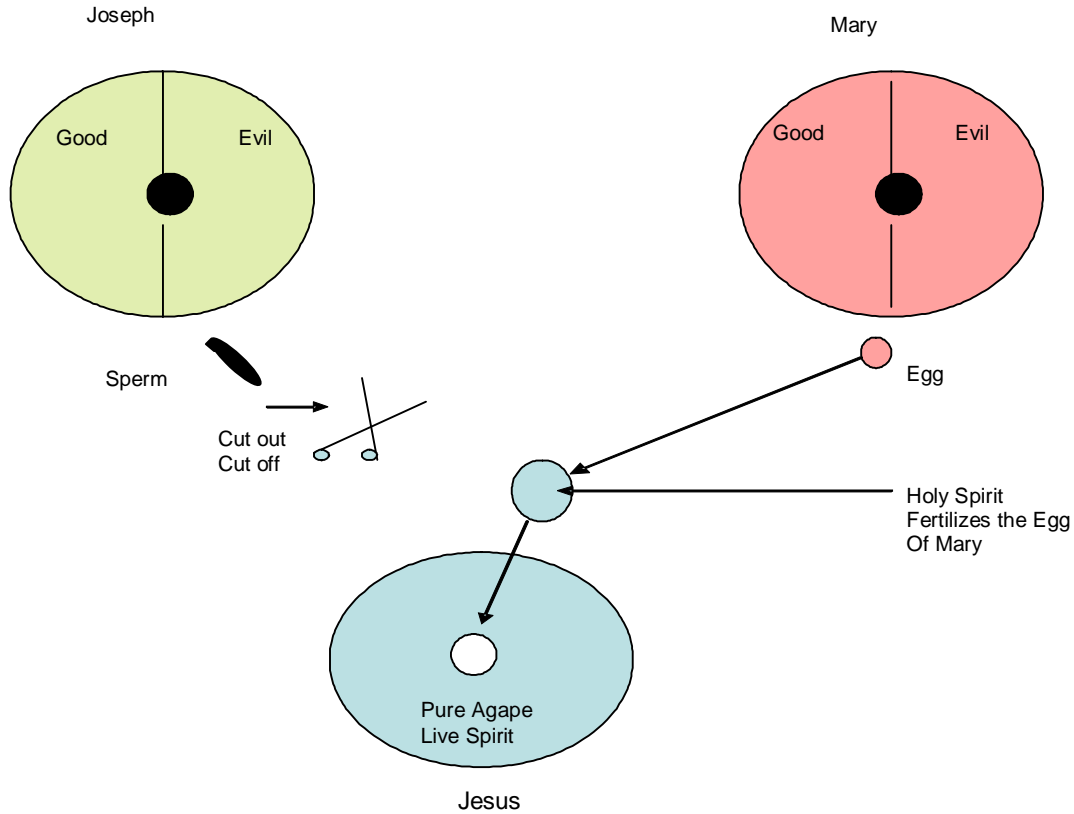 Joseph
Mary
Good
Evil
Good
Evil
Sperm
Egg
Cut out
Cut off
Holy Spirit
Fertilizes the Egg
Of Mary
Pure Agape
Live Spirit
Jesus